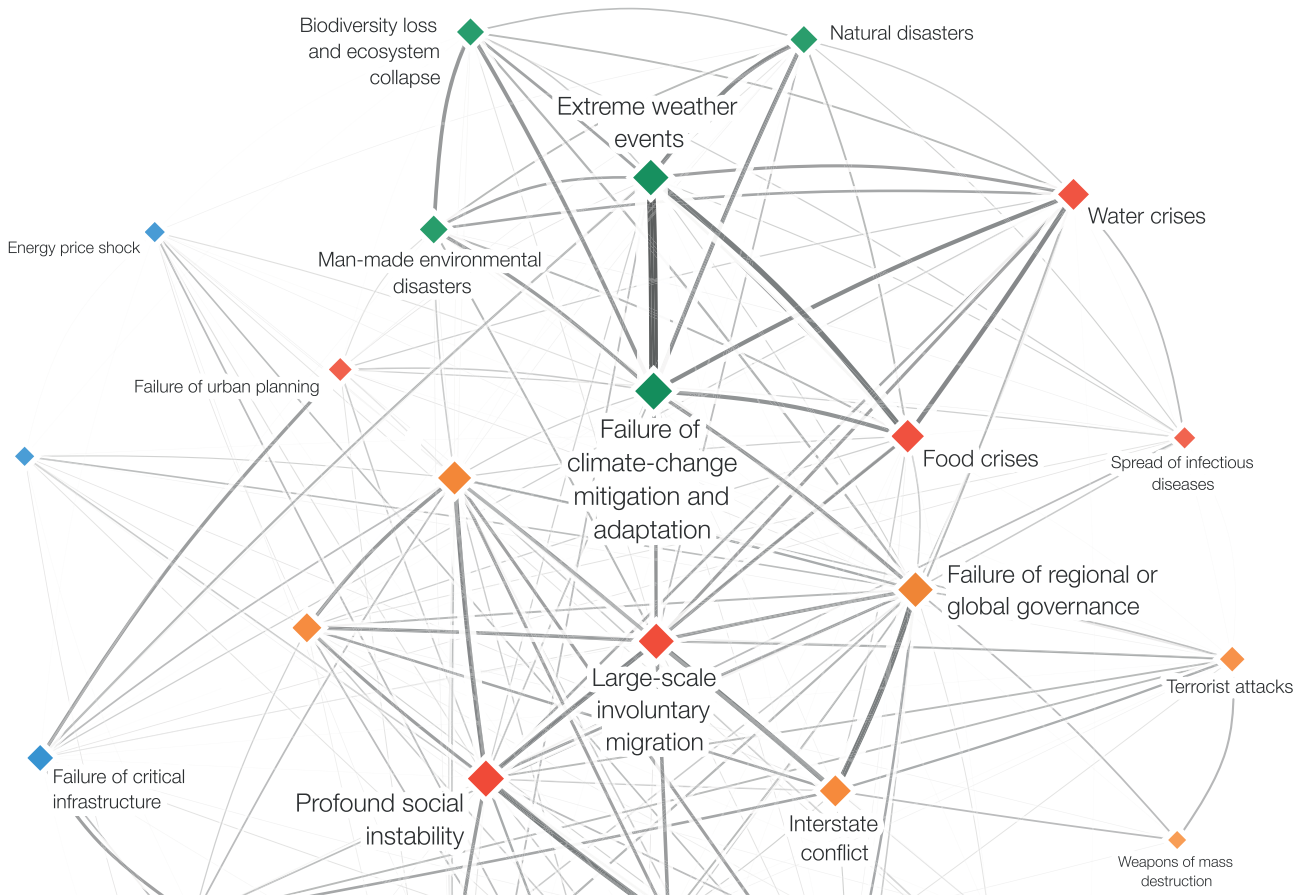 Biodiversity loss
and ecosystem
collapse
Natural disasters
Extreme weather
events
Water crises
Energy price shock
Man-made environmental
disasters
Failure of urban planning
Failure of
climate-change
mitigation and
adaptation
Food crises
Spread of infectious
diseases
Failure of regional or
global governance
Large-scale
involuntary
migration
Terrorist attacks
Failure of critical
infrastructure
Profound social
instability
Interstate
conflict
Weapons of mass
destruction